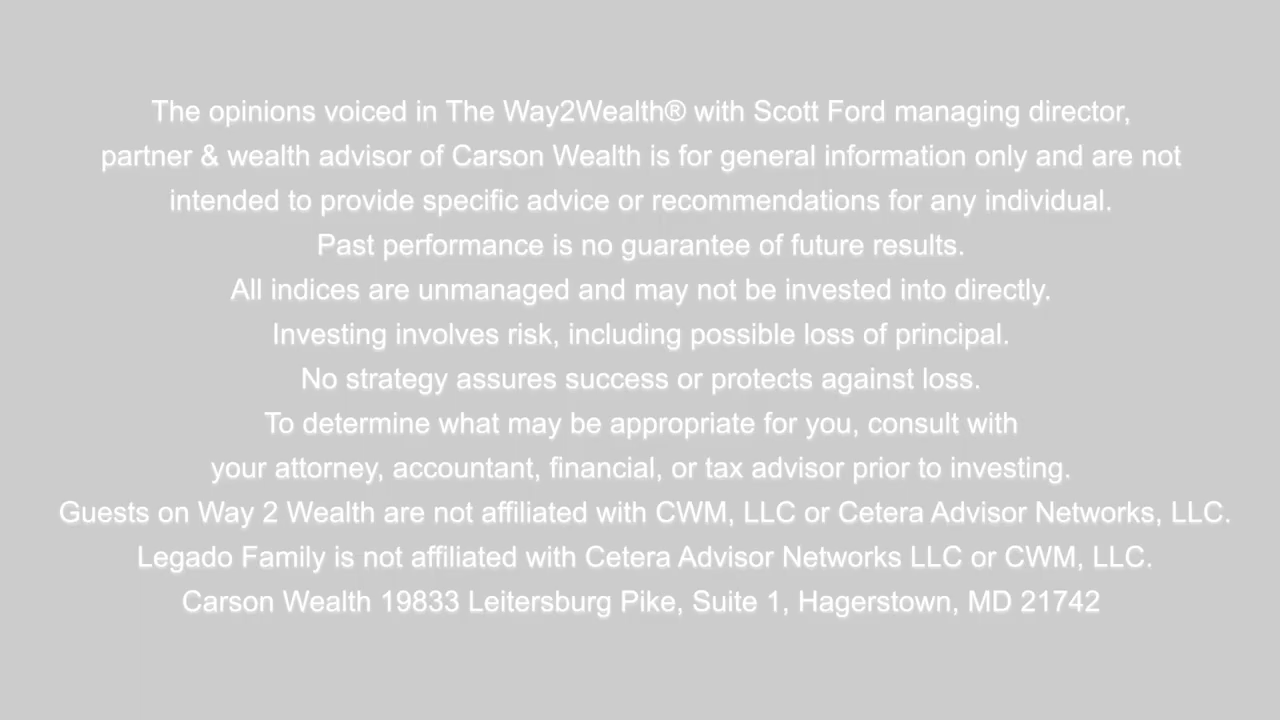 The opinions voiced in The Way2Wealth® with Scott Ford managing director,
partner & wealth advisor of Carson Wealth is for general information only and are not
intended to provide specific advice or recommendations for any individual.
Past performance is no guarantee of future results.
All indices are unmanaged and may not be invested into directly.
Investing involves risk, including possible loss of principal.
No strategy assures success or protects against loss.
To determine what may be appropriate for you, consult with
your attorney, accountant, financial, or tax advisor prior to investing.
Guests on Way 2 Wealth are not affiliated with CWM, LLC or Cetera Advisor Networks, LLC.
Legado Family is not affiliated with Cetera Advisor Networks LLC or CWM, LLC.
Carson Wealth 19833 Leitersburg Pike, Suite 1, Hagerstown, MD 21742